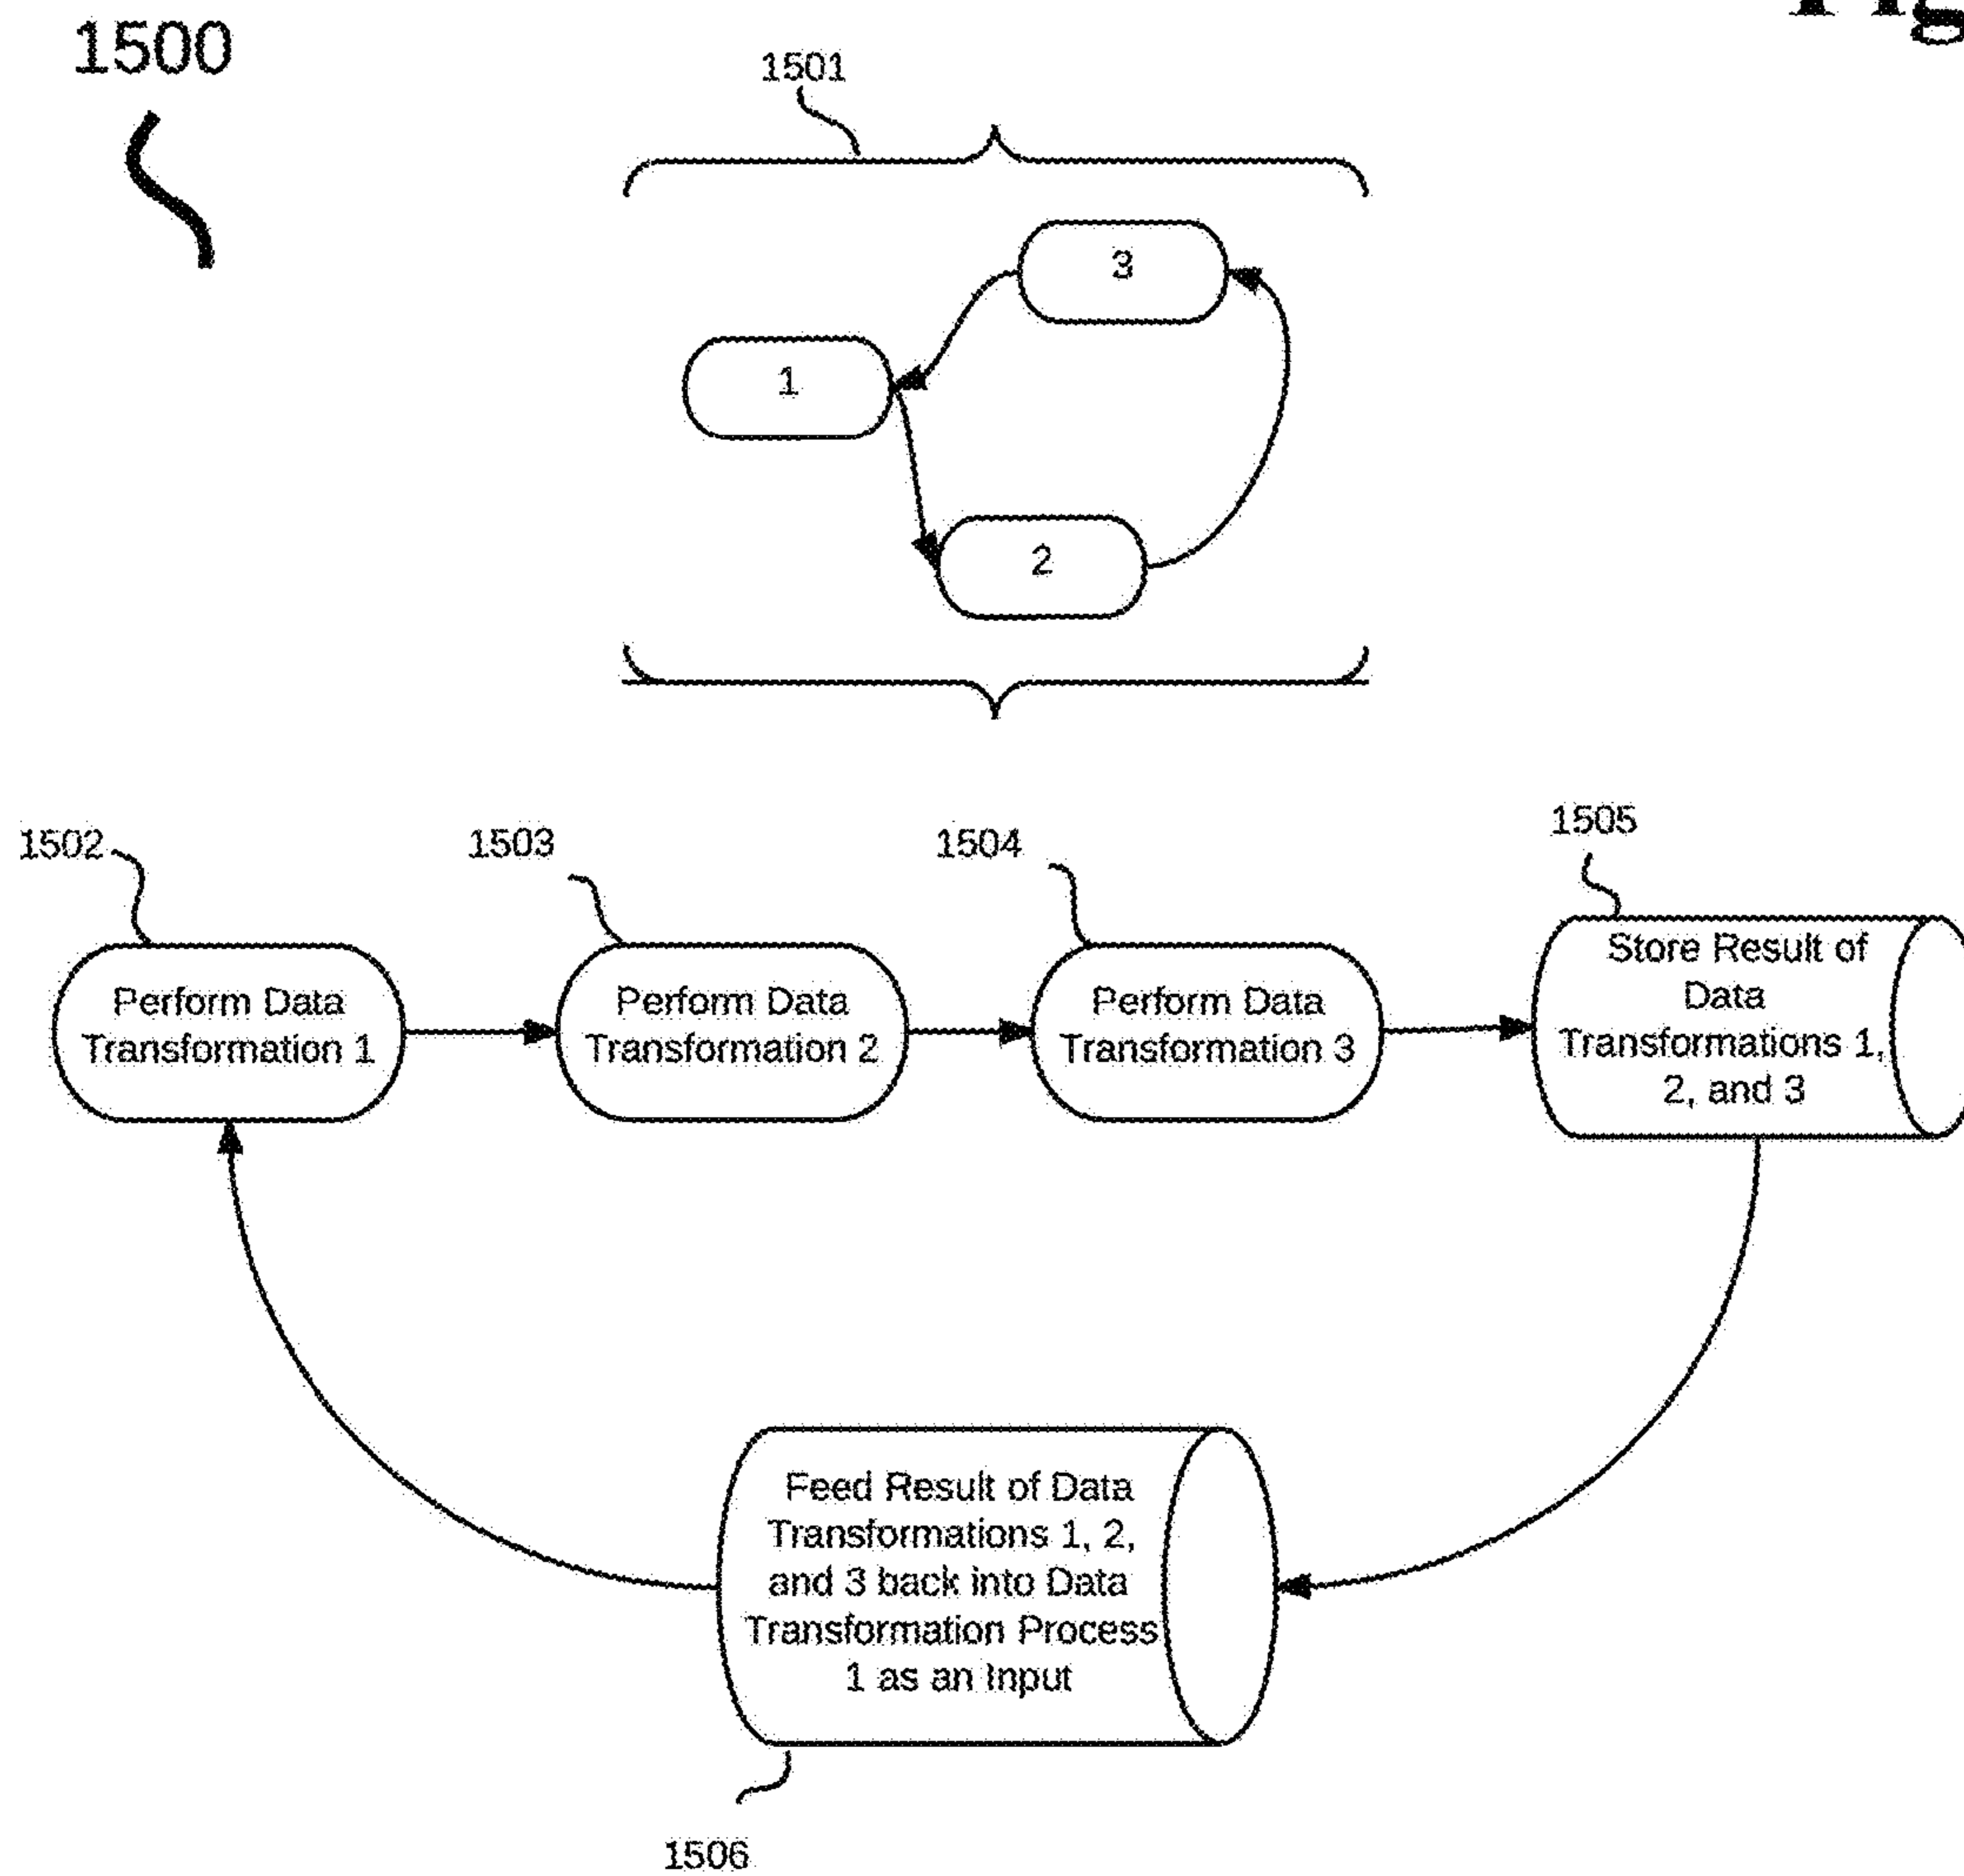 1500
1501
3
1
2
1502
1503
1504
1505
Perform Data
Transformation 1
Perform Data
Transformation 2
Perform Data
Transformation 3
Store Result of
Data
Transformations 1,
2, and 3
Feed Result of Data
Transformations 1, 2,
and 3 back into Data
Transformation Process
1 as an Input
1506